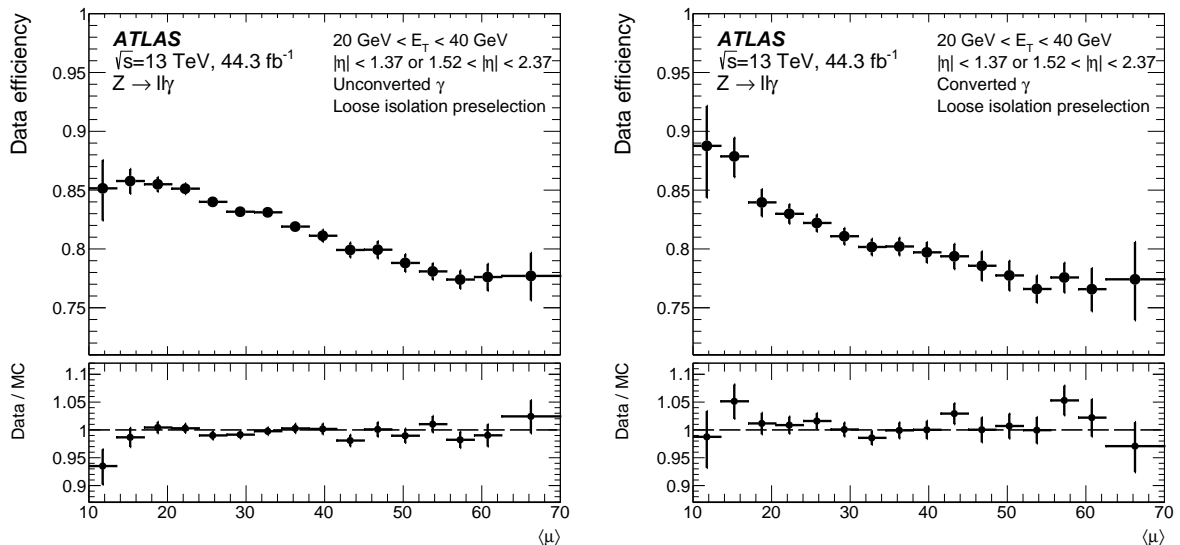 ATLAS
√s=13 TeV, 44.3 fb⁻¹
Z → llγ
20 GeV < E_T < 40 GeV
|η| < 1.37 or 1.52 < |η| < 2.37
Unconverted γ
Loose isolation preselection
Data efficiency
1
0.95
0.9
0.85
0.8
0.75
Data / MC
1.1
1.05
1
0.95
0.9
10 20 30 40 50 60 70
⟨μ⟩
ATLAS
√s=13 TeV, 44.3 fb⁻¹
Z → llγ
20 GeV < E_T < 40 GeV
|η| < 1.37 or 1.52 < |η| < 2.37
Converted γ
Loose isolation preselection
Data efficiency
1
0.95
0.9
0.85
0.8
0.75
Data / MC
1.1
1.05
1
0.95
0.9
10 20 30 40 50 60 70
⟨μ⟩